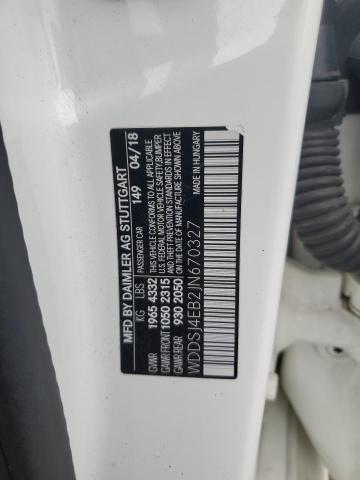 MFD BY DAIMLER AG STUTTGART
KG LBS PASSENGER CAR 149 04/18
GVWR 1965 4332 THIS VEHICLE CONFORMS TO ALL APPLICABLE
GAWR FRONT 1050 2315 U.S. FEDERAL MOTOR VEHICLE SAFETY, BUMPER
AND THEFT PREVENTION STANDARDS IN EFFECT
GAWR REAR 930 2050 ON THE DATE OF MANUFACTURE SHOWN ABOVE
WDDSJ4EB2JN670327 MADE IN HUNGARY